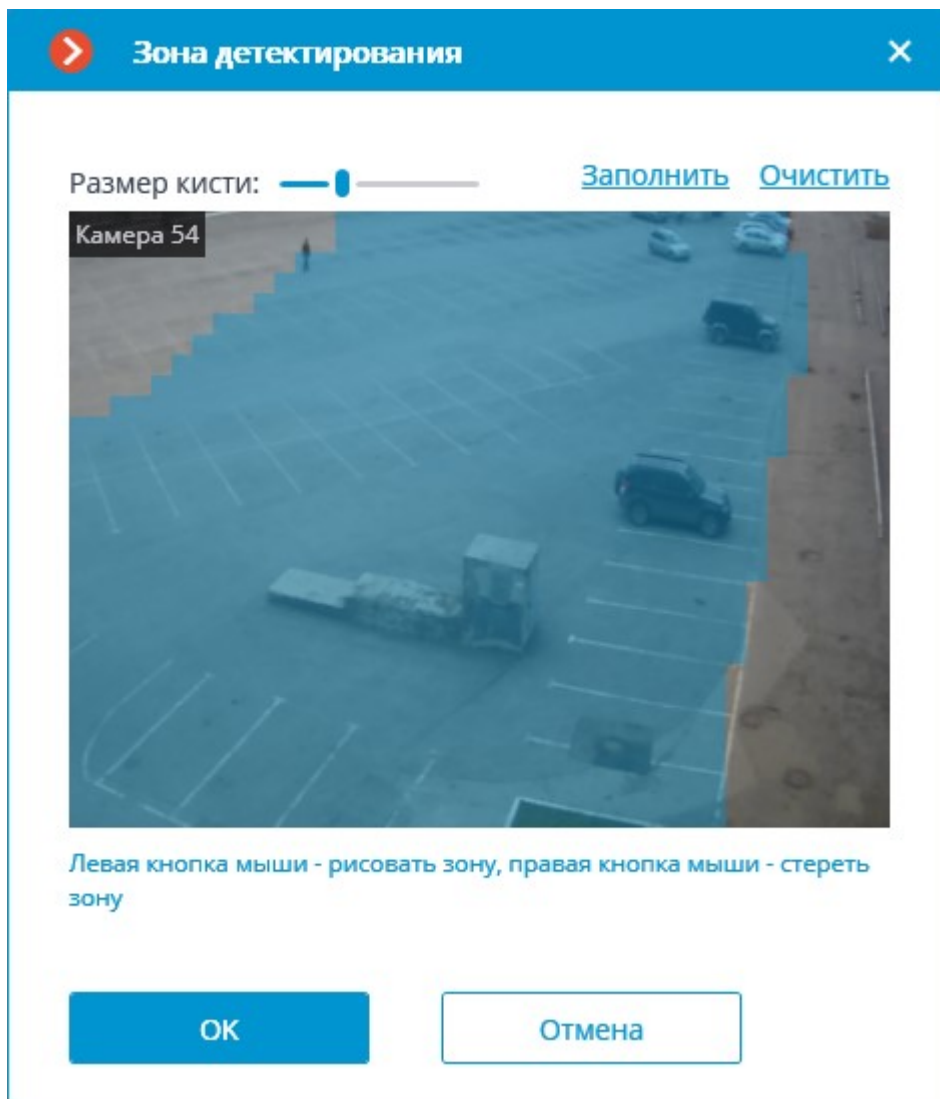 Зона детектирования
Размер кисти: Заполнить Очистить
Камера 54
Левая кнопка мыши - рисовать зону, правая кнопка мыши - стереть
зону
ОК Отмена